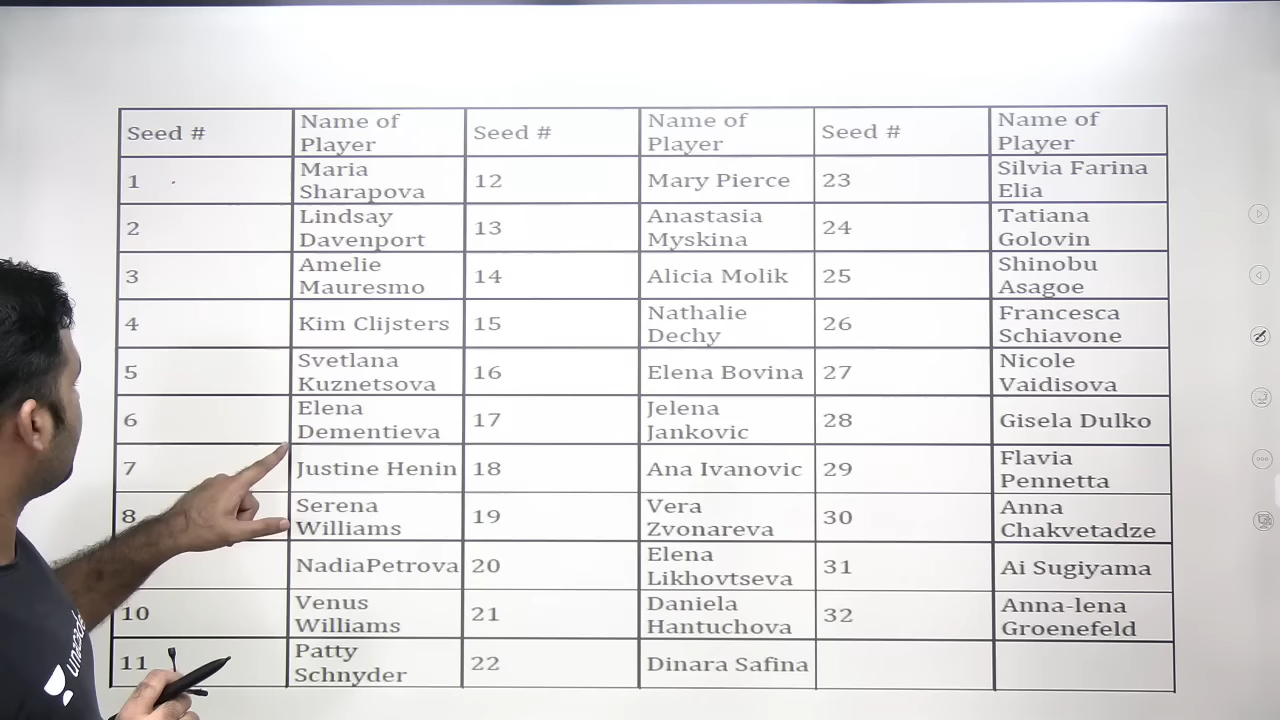 Seed # Name of Player Seed # Name of Player Seed # Name of Player
1 Maria Sharapova 12 Mary Pierce 23 Silvia Farina Elia
2 Lindsay Davenport 13 Anastasia Myskina 24 Tatiana Golovin
3 Amelie Mauresmo 14 Alicia Molik 25 Shinobu Asagoe
4 Kim Clijsters 15 Nathalie Dechy 26 Francesca Schiavone
5 Svetlana Kuznetsova 16 Elena Bovina 27 Nicole Vaidisova
6 Elena Dementieva 17 Jelena Jankovic 28 Gisela Dulko
7 Justine Henin 18 Ana Ivanovic 29 Flavia Pennetta
8 Serena Williams 19 Vera Zvonareva 30 Anna Chakvetadze
NadiaPetrova 20 Elena Likhovtseva 31 Ai Sugiyama
10 Venus Williams 21 Daniela Hantuchova 32 Anna-lena Groenefeld
11 Patty Schnyder 22 Dinara Safina